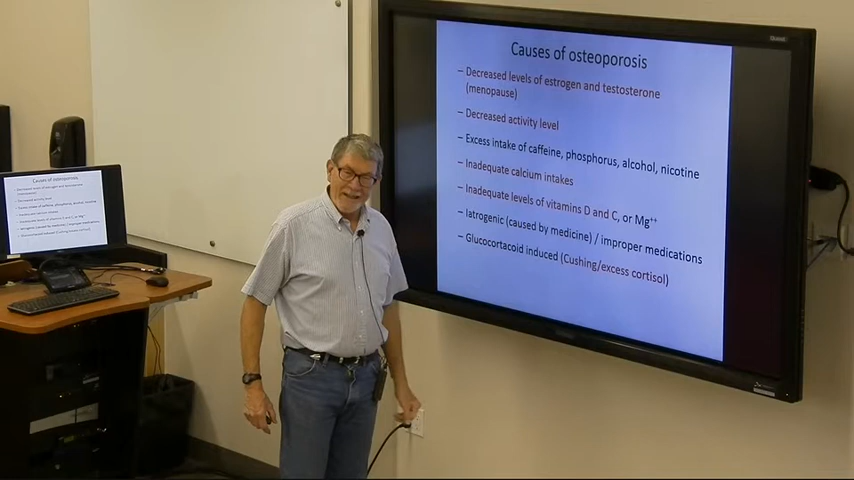 Causes of osteoporosis
– Decreased levels of estrogen and testosterone
(menopause)
– Decreased activity level
– Excess intake of caffeine, phosphorus, alcohol, nicotine
– Inadequate calcium intakes
– Inadequate levels of vitamins D and C, or Mg⁺⁺
– Iatrogenic (caused by medicine) / improper medications
– Glucocortacoid induced (Cushing/excess cortisol)
Causes of osteoporosis